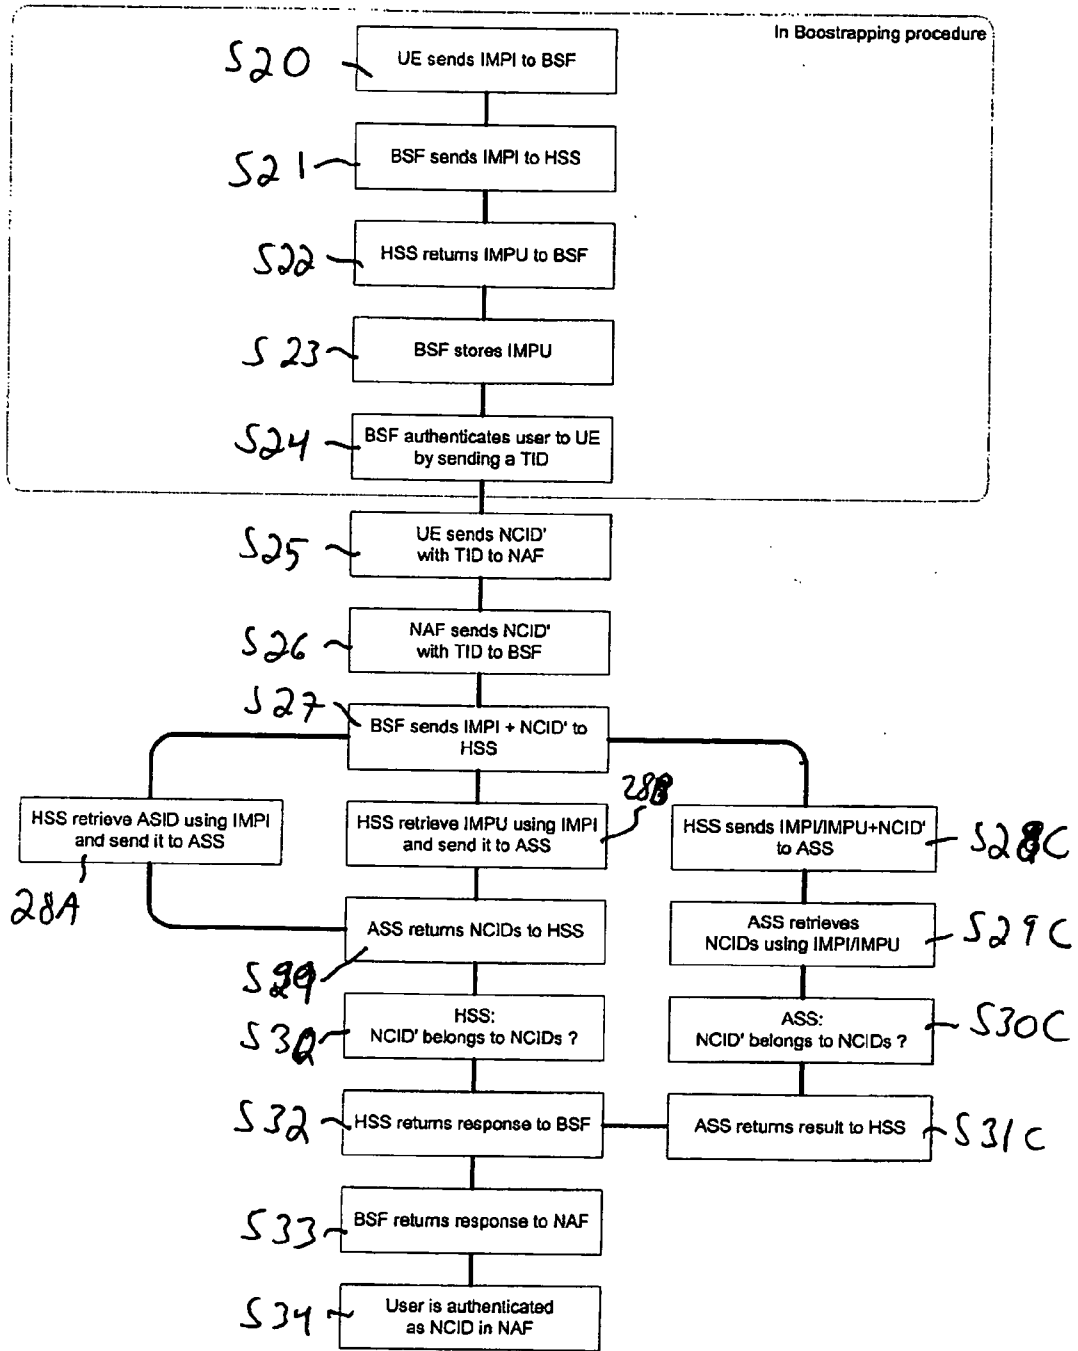 In Boostrapping procedure
S20
UE sends IMPI to BSF
S21
BSF sends IMPI to HSS
S22
HSS returns IMPU to BSF
S23
BSF stores IMPU
S24
BSF authenticates user to UE
by sending a TID
S25
UE sends NCID'
with TID to NAF
S26
NAF sends NCID'
with TID to BSF
S27
BSF sends IMPI + NCID' to
HSS
28A
HSS retrieve ASID using IMPI
and send it to ASS
28B
HSS retrieve IMPU using IMPI
and send it to ASS
S28C
HSS sends IMPI/IMPU+NCID'
to ASS
S29
ASS returns NCIDs to HSS
S29C
ASS retrieves
NCIDs using IMPI/IMPU
S30
HSS:
NCID' belongs to NCIDs ?
S30C
ASS:
NCID' belongs to NCIDs ?
S32
HSS returns response to BSF
ASS returns result to HSS
S31C
S33
BSF returns response to NAF
S34
User is authenticated
as NCID in NAF